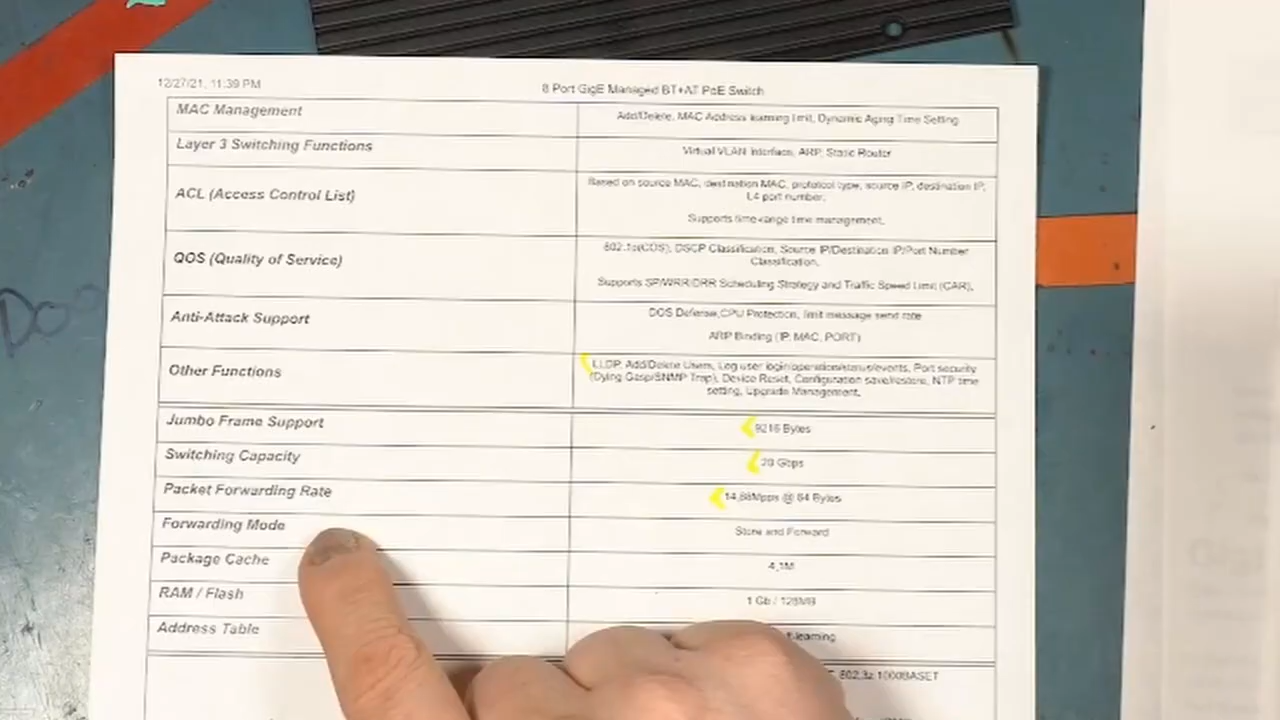 12/27/21, 11:39 PM
8 Port GigE Managed BT+AT PoE Switch
MAC Management
Add/Delete, MAC Address learning limit, Dynamic Aging Time Setting
Layer 3 Switching Functions
Virtual VLAN Interface, ARP, Static Router
ACL (Access Control List)
Based on source MAC, destination MAC, protocol type, source IP, destination IP,
L4 port number.
Supports time-range time management.
QOS (Quality of Service)
802.1p(COS), DSCP Classification, Source IP/Destination IP/Port Number
Classification.
Supports SP/WRR/DRR Scheduling Strategy and Traffic Speed Limit (CAR).
Anti-Attack Support
DOS Defense,CPU Protection, limit message send rate
ARP Binding (IP, MAC, PORT)
Other Functions
LLDP, Add/Delete Users, Log user login/operation/status/events, Port security
(Dying Gasp/SNMP Trap), Device Reset, Configuration save/restore, NTP time
setting, Upgrade Management.
Jumbo Frame Support
9216 Bytes
Switching Capacity
20 Gbps
Packet Forwarding Rate
14.88Mpps @ 64 Bytes
Forwarding Mode
Store and Forward
Package Cache
4.1M
RAM / Flash
1 Gb / 128MB
Address Table
learning
802.3z 1000BASET
Doo